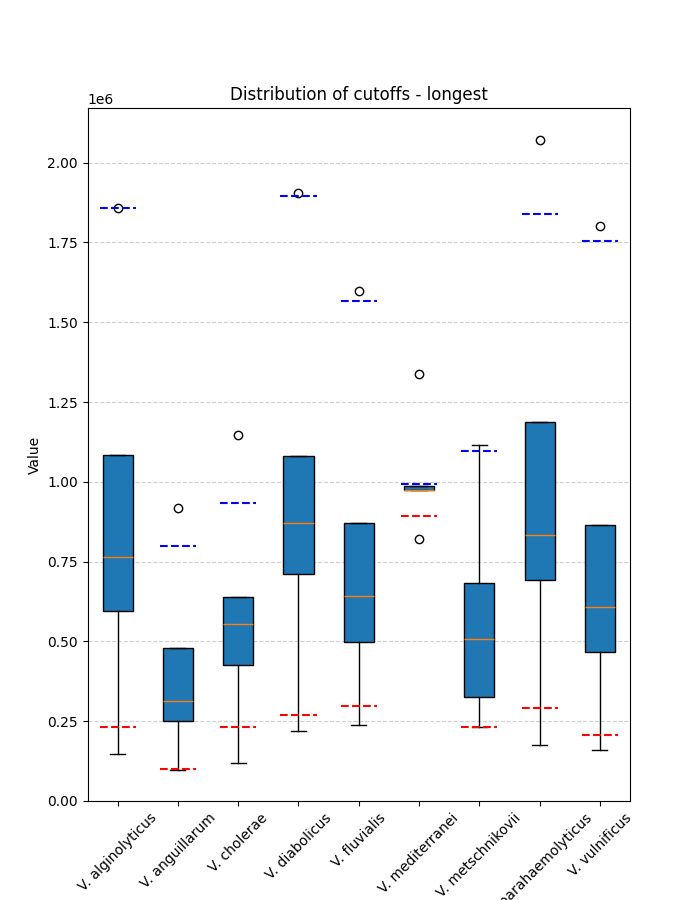 Distribution of cutoffs - longest
1e6
2.00
1.75
1.50
1.25
1.00
0.75
0.50
0.25
0.00
Value
V. alginolyticus
V. anguillarum
V. cholerae
V. diabolicus
V. fluvialis
V. mediterranei
V. metschnikovii
parahaemolyticus
V. vulnificus